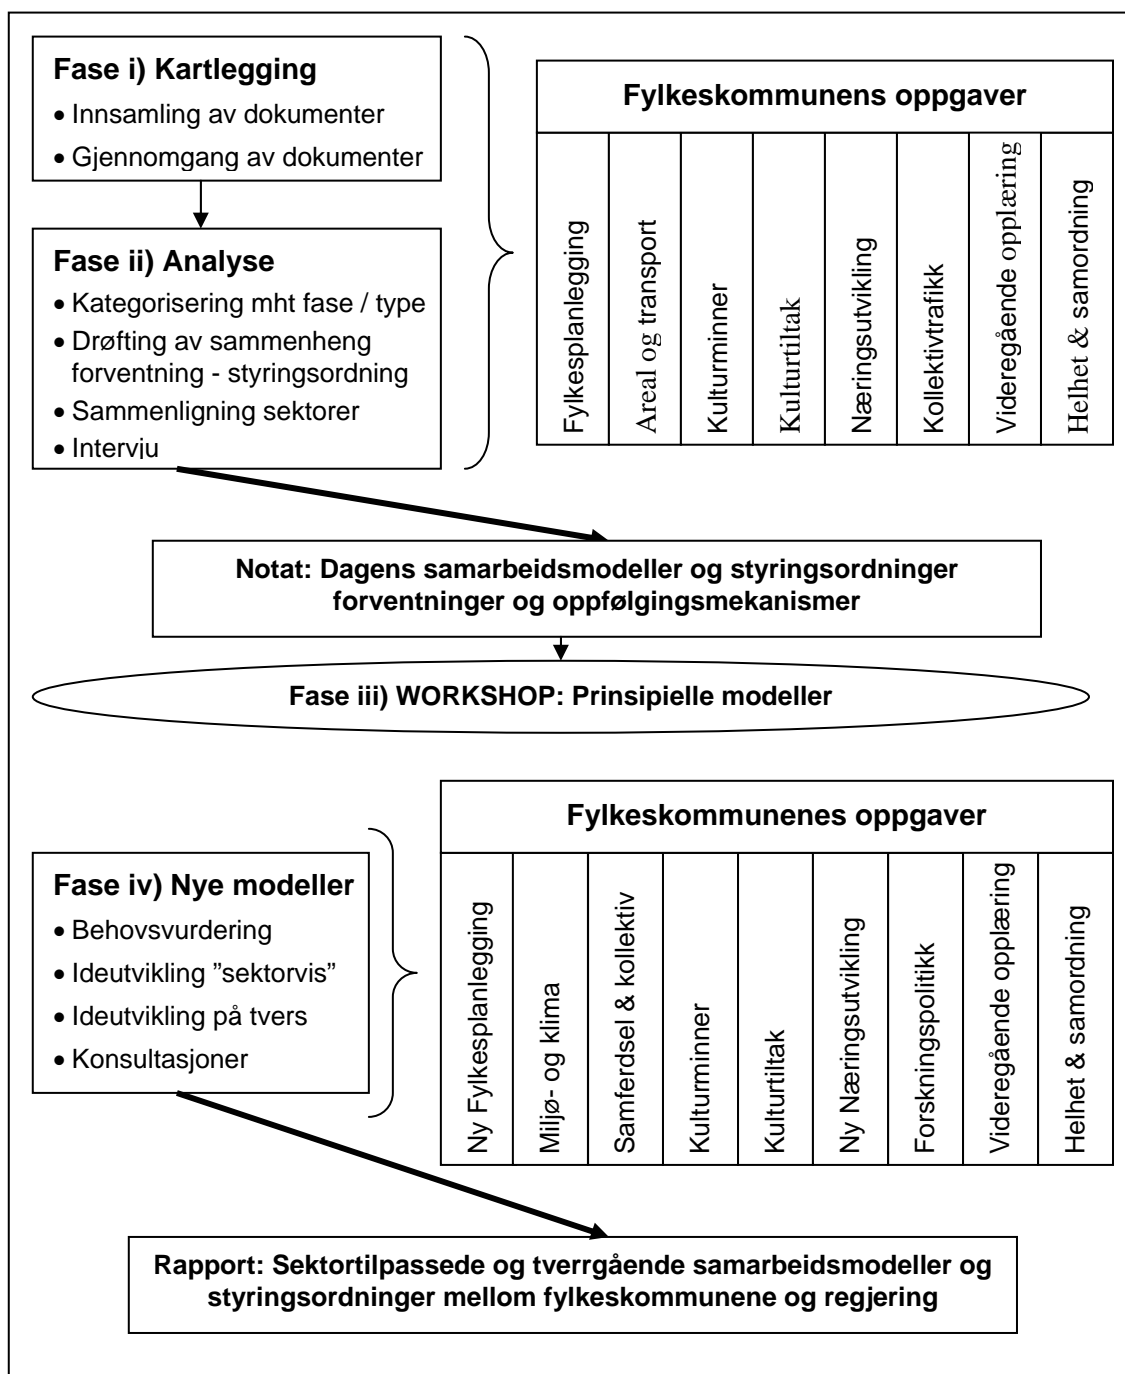 Fase i) Kartlegging
• Innsamling av dokumenter
• Gjennomgang av dokumenter
Fase ii) Analyse
• Kategorisering mht fase / type
• Drøfting av sammenheng
forventning - styringsordning
• Sammenligning sektorer
• Intervju
Fylkeskommunens oppgaver
Fylkesplanlegging
Areal og transport
Kulturminner
Kulturtiltak
Næringsutvikling
Kollektivtrafikk
Videregående opplæring
Helhet & samordning
Notat: Dagens samarbeidsmodeller og styringsordninger
forventninger og oppfølgingsmekanismer
Fase iii) WORKSHOP: Prinsipielle modeller
Fase iv) Nye modeller
• Behovsvurdering
• Ideutvikling ”sektorvis”
• Ideutvikling på tvers
• Konsultasjoner
Fylkeskommunenes oppgaver
Ny Fylkesplanlegging
Miljø- og klima
Samferdsel & kollektiv
Kulturminner
Kulturtiltak
Ny Næringsutvikling
Forskningspolitikk
Videregående opplæring
Helhet & samordning
Rapport: Sektortilpassede og tverrgående samarbeidsmodeller og
styringsordninger mellom fylkeskommunene og regjering